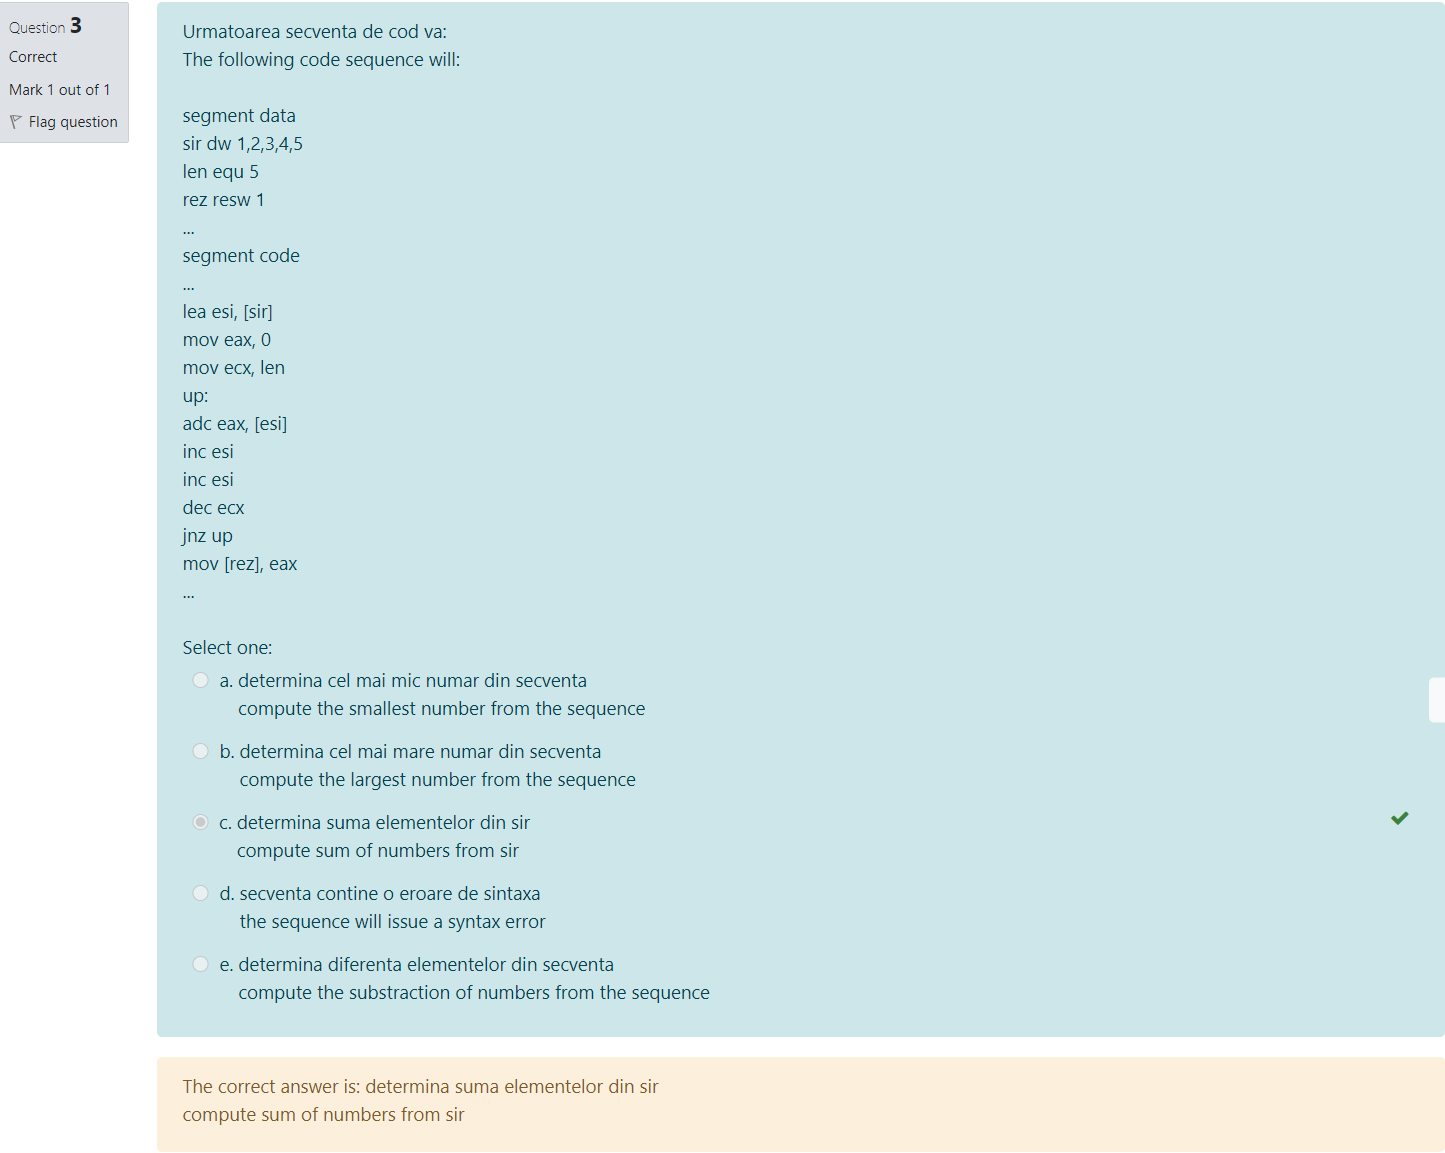 Question 3
Correct
Mark 1 out of 1
Flag question
Urmatoarea secventa de cod va:
The following code sequence will:
segment data
sir dw 1,2,3,4,5
len equ 5
rez resw 1
...
segment code
...
lea esi, [sir]
mov eax, 0
mov ecx, len
up:
adc eax, [esi]
inc esi
inc esi
dec ecx
jnz up
mov [rez], eax
...
Select one:
a. determina cel mai mic numar din secventa
compute the smallest number from the sequence
b. determina cel mai mare numar din secventa
compute the largest number from the sequence
c. determina suma elementelor din sir
compute sum of numbers from sir
d. secventa contine o eroare de sintaxa
the sequence will issue a syntax error
e. determina diferenta elementelor din secventa
compute the substraction of numbers from the sequence
The correct answer is: determina suma elementelor din sir
compute sum of numbers from sir